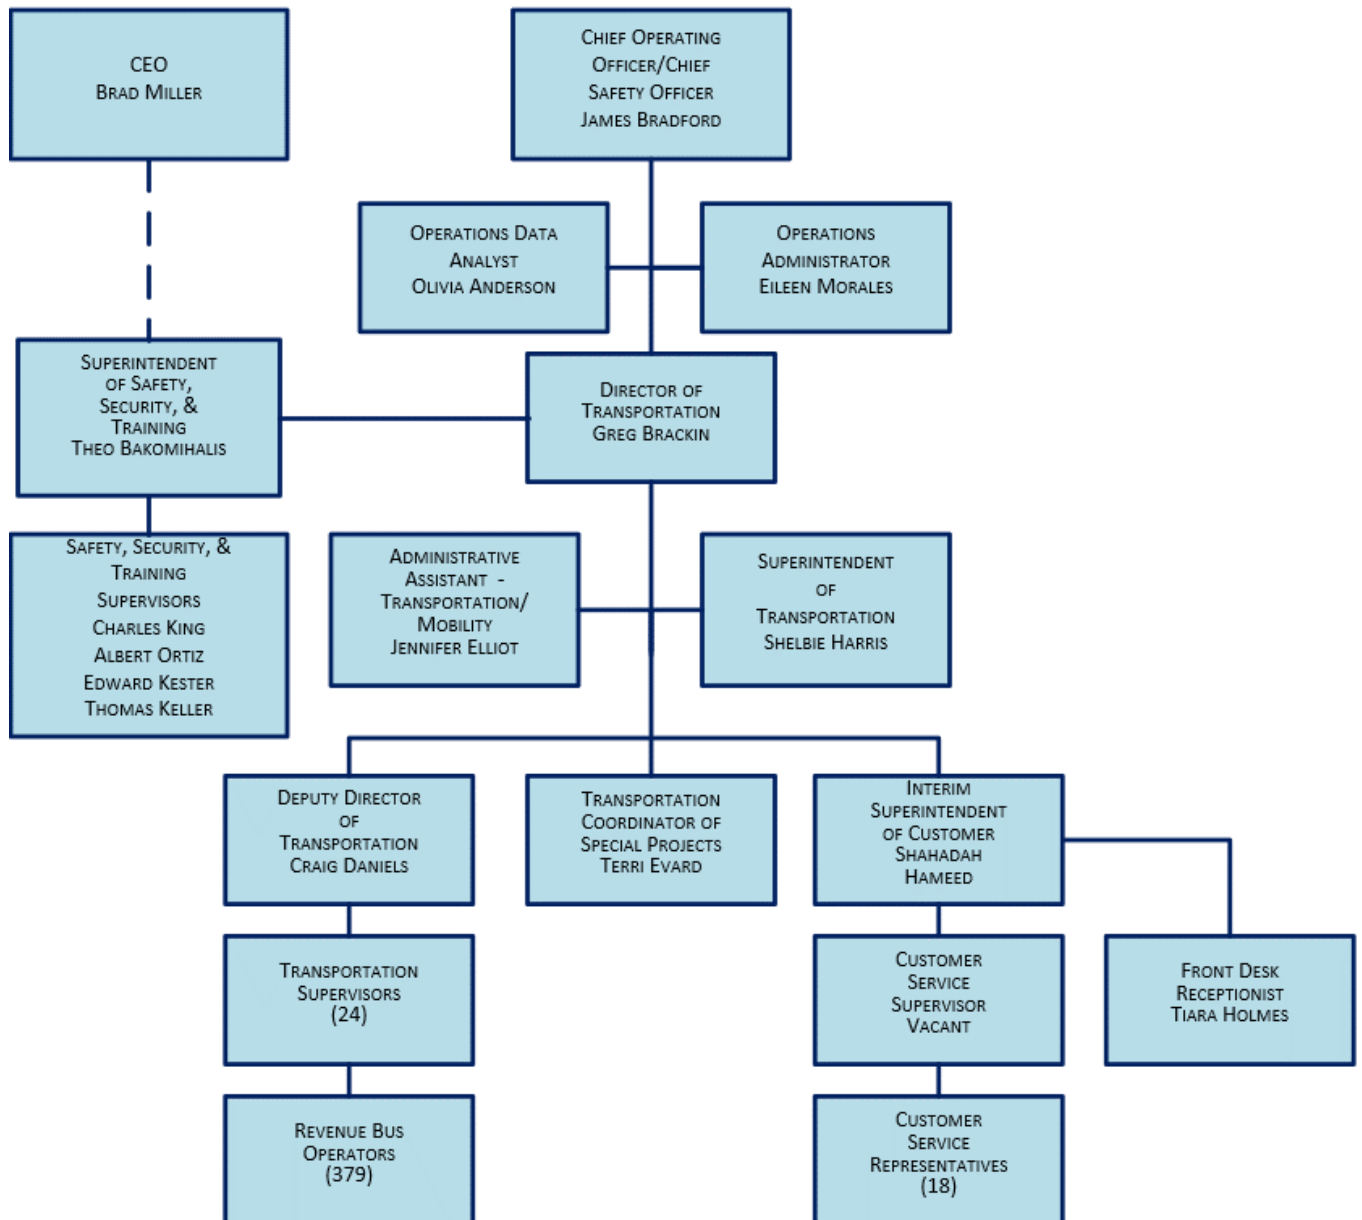 CEO
BRAD MILLER
CHIEF OPERATING
OFFICER/CHIEF
SAFETY OFFICER
JAMES BRADFORD
OPERATIONS DATA
ANALYST
OLIVIA ANDERSON
OPERATIONS
ADMINISTRATOR
EILEEN MORALES
SUPERINTENDENT
OF SAFETY,
SECURITY, &
TRAINING
THEO BAKOMIHALIS
DIRECTOR OF
TRANSPORTATION
GREG BRACKIN
SAFETY, SECURITY, &
TRAINING
SUPERVISORS
CHARLES KING
ALBERT ORTIZ
EDWARD KESTER
THOMAS KELLER
ADMINISTRATIVE
ASSISTANT -
TRANSPORTATION/
MOBILITY
JENNIFER ELLIOT
SUPERINTENDENT
OF
TRANSPORTATION
SHELBIE HARRIS
DEPUTY DIRECTOR
OF
TRANSPORTATION
CRAIG DANIELS
TRANSPORTATION
COORDINATOR OF
SPECIAL PROJECTS
TERRI EVARD
INTERIM
SUPERINTENDENT
OF CUSTOMER
SHAHADAH
HAMEED
TRANSPORTATION
SUPERVISORS
(24)
CUSTOMER
SERVICE
SUPERVISOR
VACANT
FRONT DESK
RECEPTIONIST
TIARA HOLMES
REVENUE BUS
OPERATORS
(379)
CUSTOMER
SERVICE
REPRESENTATIVES
(18)